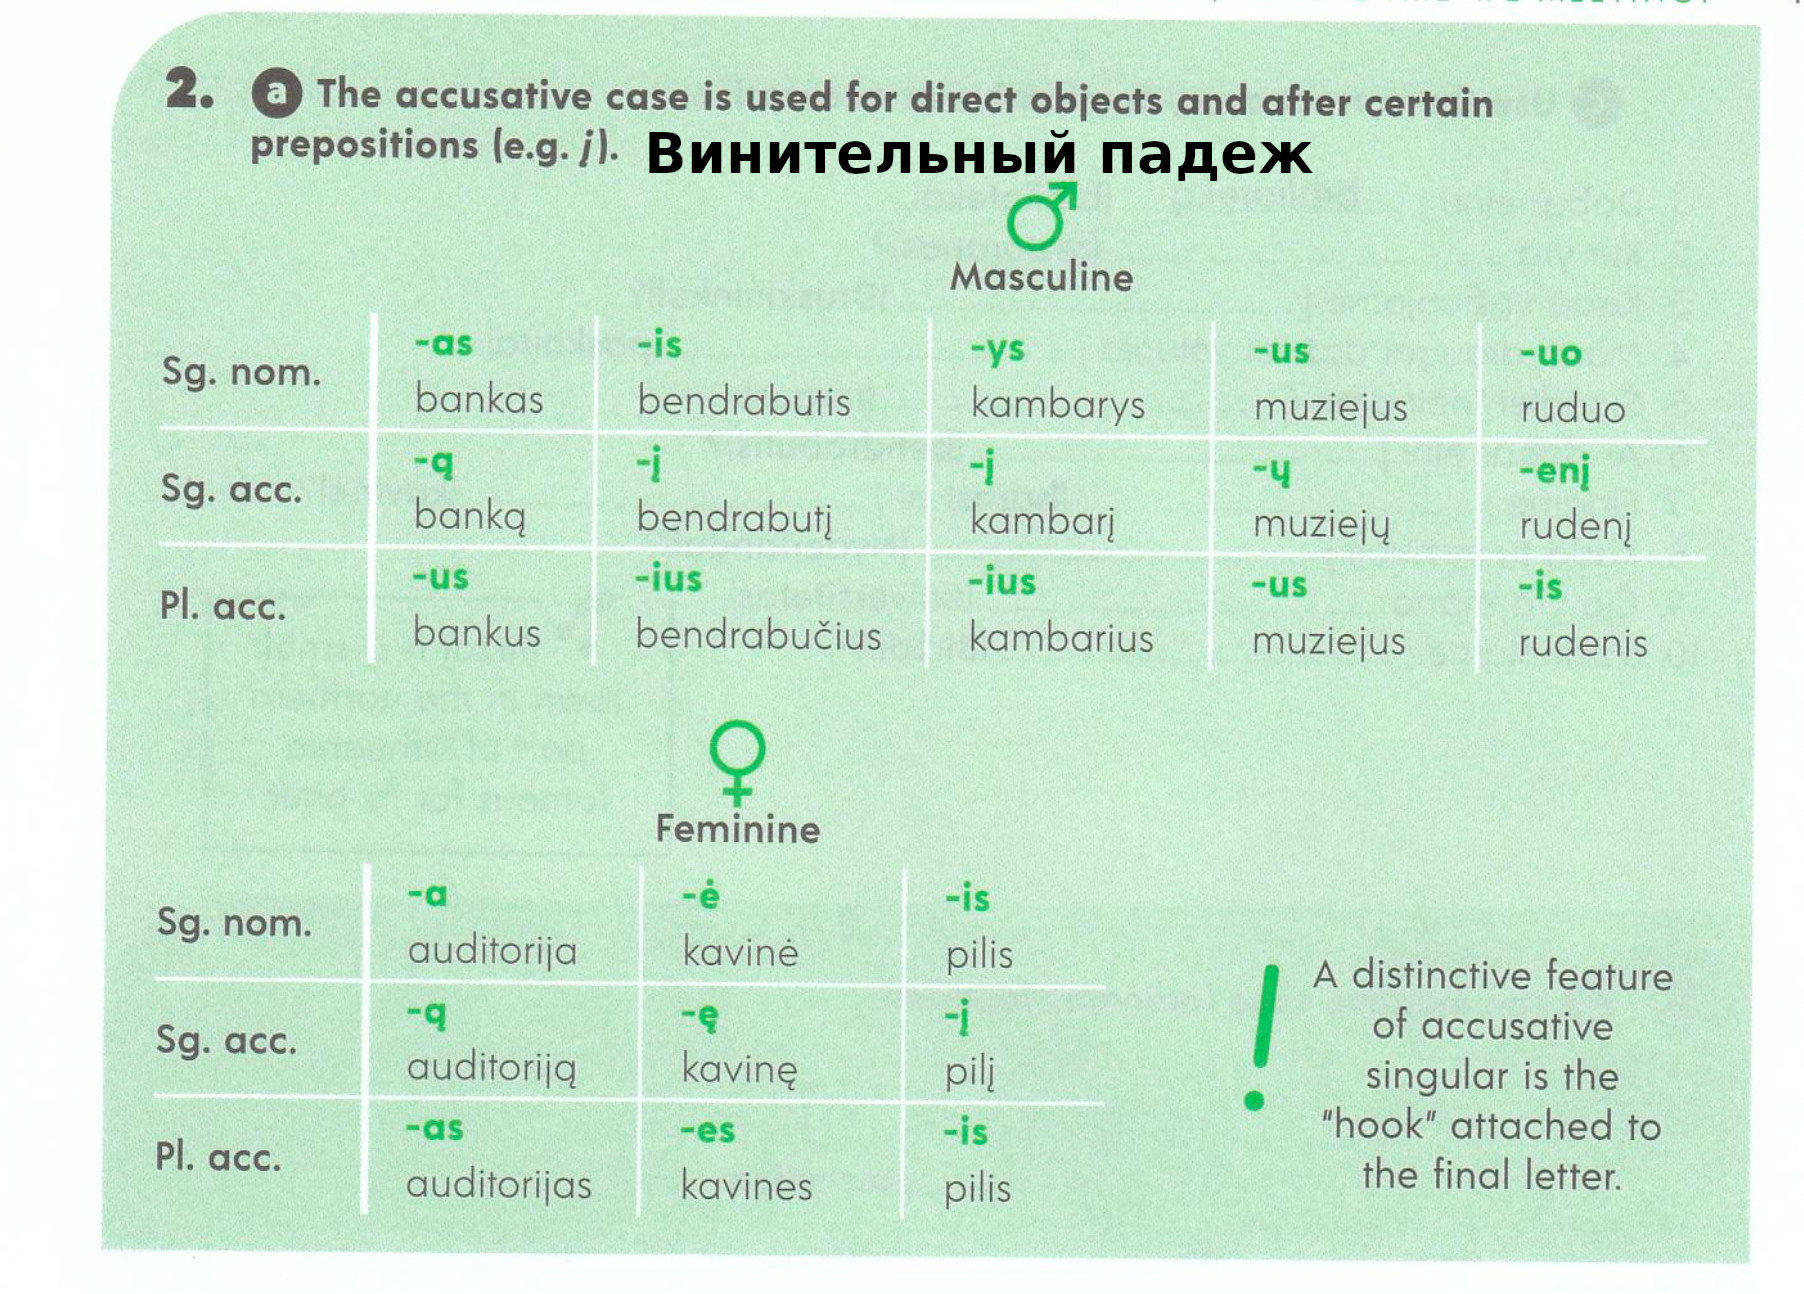 2. a The accusative case is used for direct objects and after certain
prepositions (e.g. į). Винительный падеж
Masculine
-as -is -ys -us -uo
Sg. nom.
bankas bendrabutis kambarys muziejus ruduo
-ą -į -į -ų -enį
Sg. acc.
banką bendrabutį kambarį muziejų rudenį
-us -ius -ius -us -is
Pl. acc.
bankus bendrabučius kambarius muziejus rudenis
Feminine
-a -ė -is
Sg. nom.
auditorija kavinė pilis
-ą -ę -į
Sg. acc.
auditoriją kavinę pilį
-as -es -is
Pl. acc.
auditorijas kavines pilis
! A distinctive feature
of accusative
singular is the
"hook" attached to
the final letter.